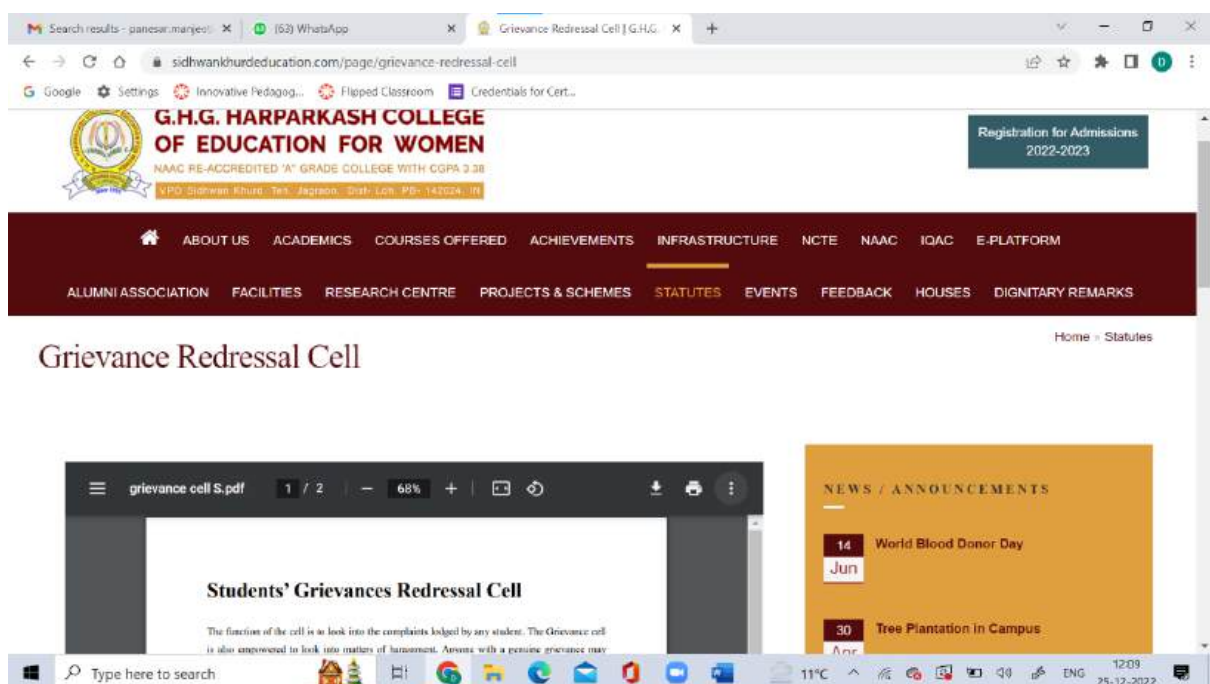 Search results - panesar.manjeet
(63) WhatsApp
Grievance Redressal Cell | G.H.G.
sidhwankhurdeducation.com/page/grievance-redressal-cell
D
Google
Settings
Innovative Pedagog...
Flipped Classroom
Credentials for Cert...
G.H.G. HARPARKASH COLLEGE
OF EDUCATION FOR WOMEN
NAAC RE-ACCREDITED 'A' GRADE COLLEGE WITH CGPA 3.38
VPO Sidhwan Khurd, Teh. Jagraon, Distt- Ldh. PB- 142024, IN
Registration for Admissions
2022-2023
ABOUT US ACADEMICS COURSES OFFERED ACHIEVEMENTS INFRASTRUCTURE NCTE NAAC IQAC E-PLATFORM
ALUMNI ASSOCIATION FACILITIES RESEARCH CENTRE PROJECTS & SCHEMES STATUTES EVENTS FEEDBACK HOUSES DIGNITARY REMARKS
Home » Statutes
Grievance Redressal Cell
grievance cell S.pdf 1 / 2 68%
Students' Grievances Redressal Cell
The function of the cell is to look into the complaints lodged by any student. The Grievance cell
is also empowered to look into matters of harassment. Anyone with a genuine grievance may
NEWS / ANNOUNCEMENTS
14
Jun
World Blood Donor Day
30
Apr
Tree Plantation in Campus
Type here to search
11°C
ENG
12:09
25-12-2022